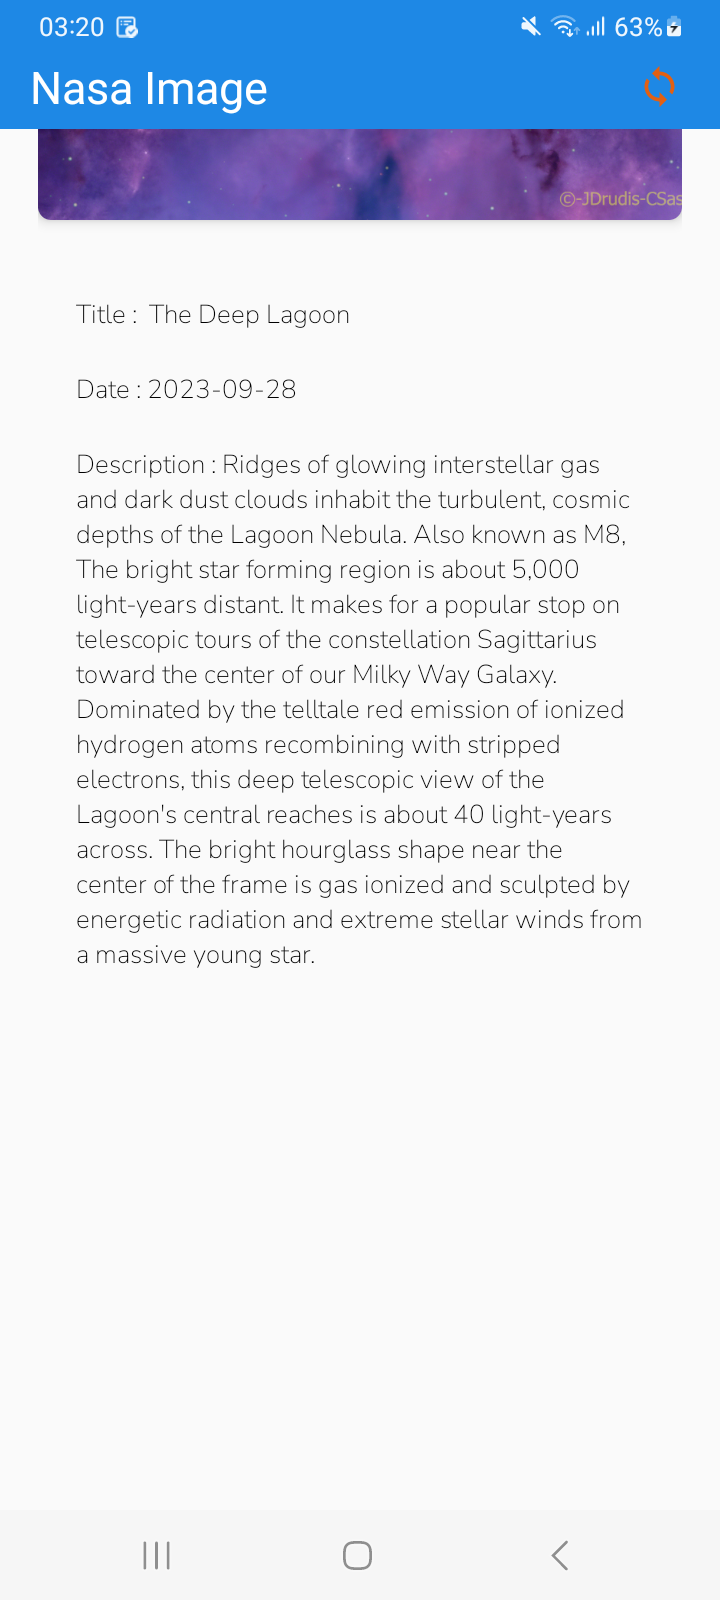 03:20
63%
Nasa Image
©-JDrudis-CSas
Title : The Deep Lagoon
Date : 2023-09-28
Description : Ridges of glowing interstellar gas
and dark dust clouds inhabit the turbulent, cosmic
depths of the Lagoon Nebula. Also known as M8,
The bright star forming region is about 5,000
light-years distant. It makes for a popular stop on
telescopic tours of the constellation Sagittarius
toward the center of our Milky Way Galaxy.
Dominated by the telltale red emission of ionized
hydrogen atoms recombining with stripped
electrons, this deep telescopic view of the
Lagoon's central reaches is about 40 light-years
across. The bright hourglass shape near the
center of the frame is gas ionized and sculpted by
energetic radiation and extreme stellar winds from
a massive young star.